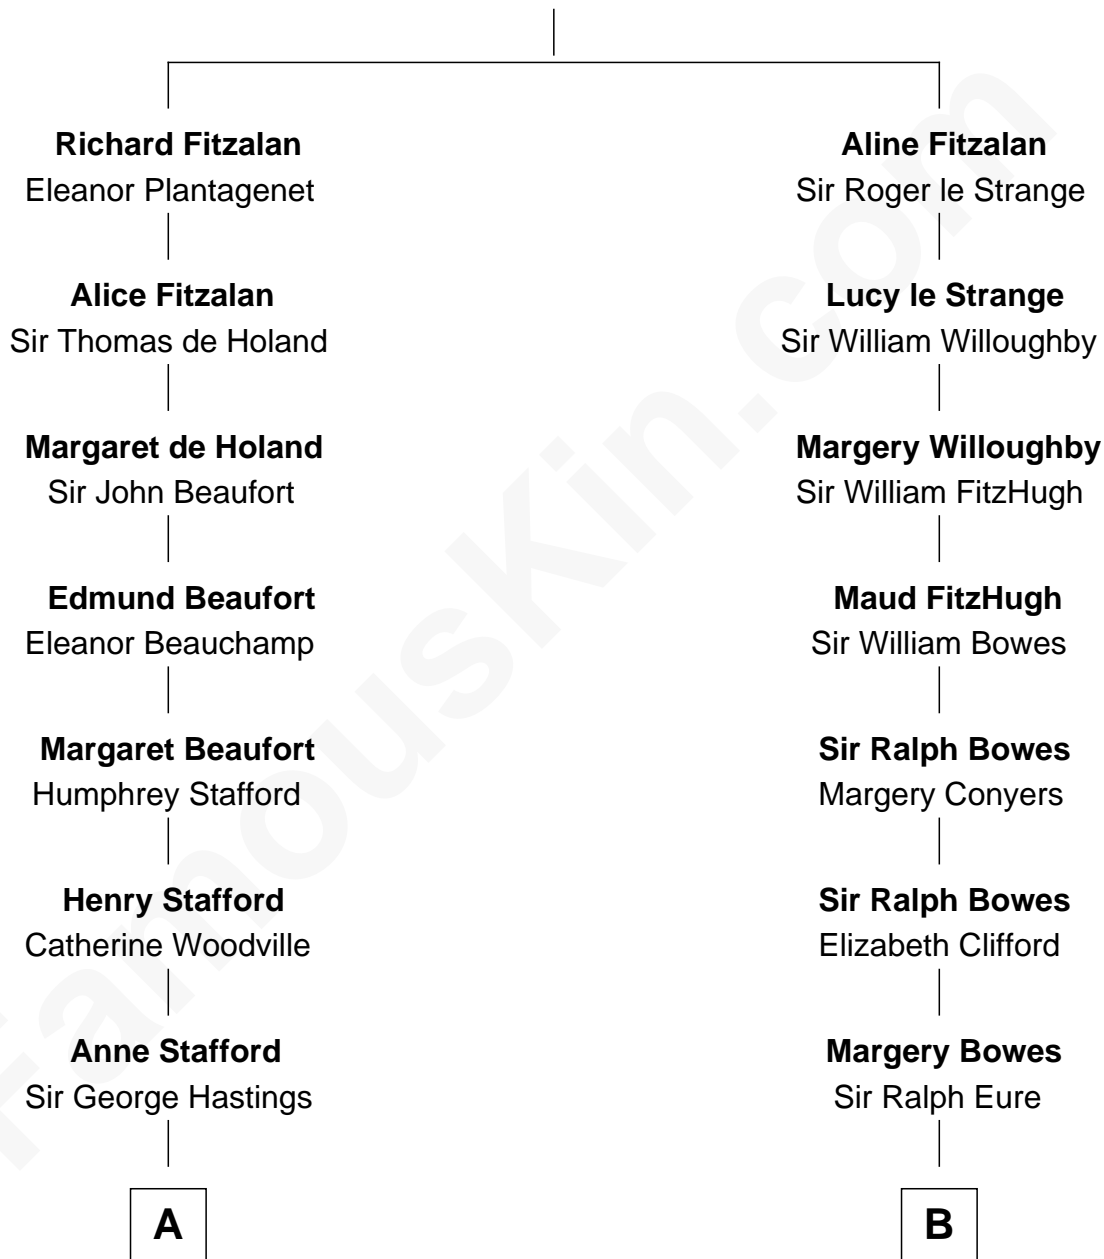 Richard Fitzalan
Eleanor Plantagenet
Alice Fitzalan
Sir Thomas de Holand
Margaret de Holand
Sir John Beaufort
Edmund Beaufort
Eleanor Beauchamp
Margaret Beaufort
Humphrey Stafford
Henry Stafford
Catherine Woodville
Anne Stafford
Sir George Hastings
A
Aline Fitzalan
Sir Roger le Strange
Lucy le Strange
Sir William Willoughby
Margery Willoughby
Sir William FitzHugh
Maud FitzHugh
Sir William Bowes
Sir Ralph Bowes
Margery Conyers
Sir Ralph Bowes
Elizabeth Clifford
Margery Bowes
Sir Ralph Eure
B
FamousKin.com